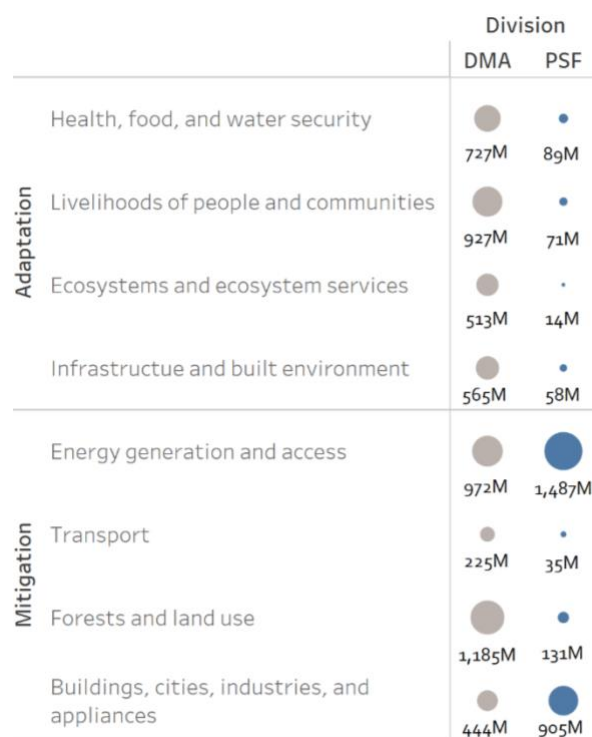 Division
DMA PSF
Adaptation
Health, food, and water security
727M 89M
Livelihoods of people and communities
927M 71M
Ecosystems and ecosystem services
513M 14M
Infrastructue and built environment
565M 58M
Mitigation
Energy generation and access
972M 1,487M
Transport
225M 35M
Forests and land use
1,185M 131M
Buildings, cities, industries, and
appliances
444M 905M